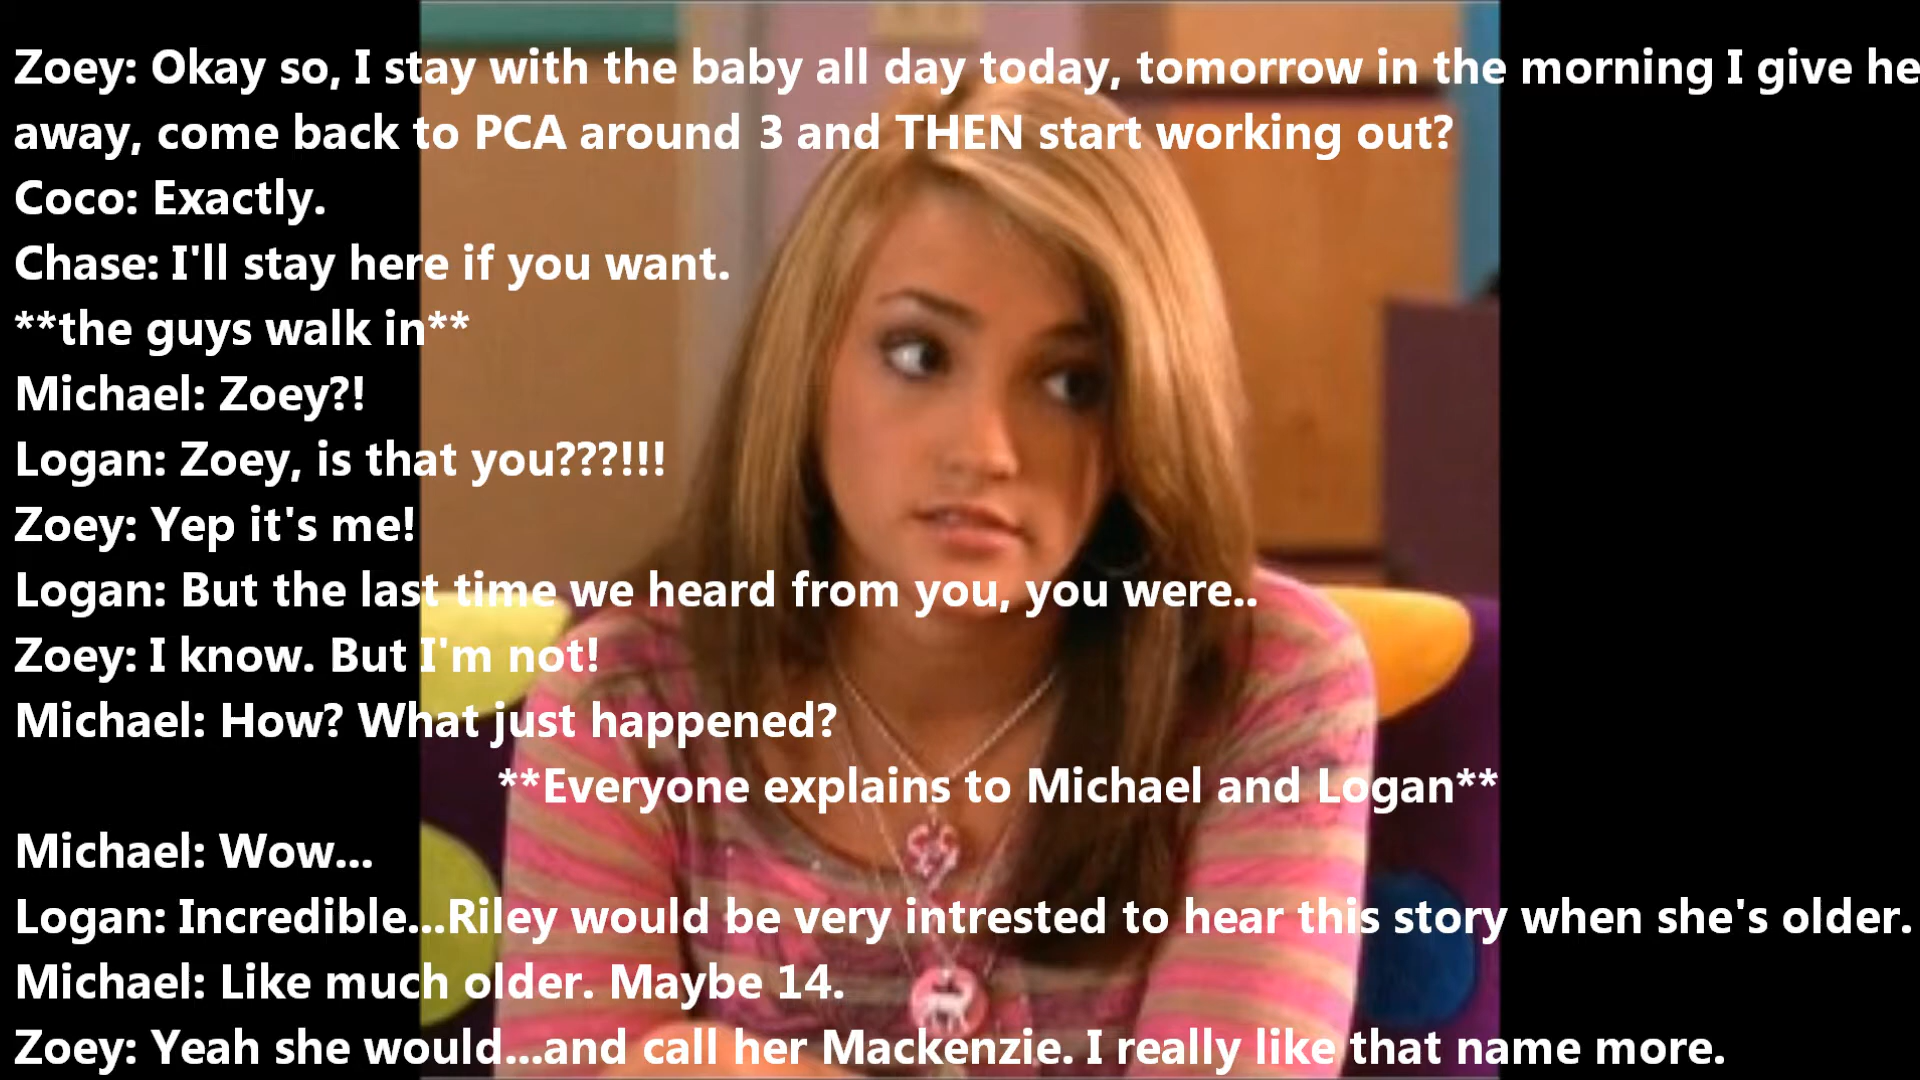 Zoey: Okay so, I stay with the baby all day today, tomorrow in the morning I give he
away, come back to PCA around 3 and THEN start working out?
Coco: Exactly.
Chase: I'll stay here if you want.
**the guys walk in**
Michael: Zoey?!
Logan: Zoey, is that you???!!!
Zoey: Yep it's me!
Logan: But the last time we heard from you, you were..
Zoey: I know. But I'm not!
Michael: How? What just happened?
**Everyone explains to Michael and Logan**
Michael: Wow...
Logan: Incredible...Riley would be very intrested to hear this story when she's older.
Michael: Like much older. Maybe 14.
Zoey: Yeah she would...and call her Mackenzie. I really like that name more.